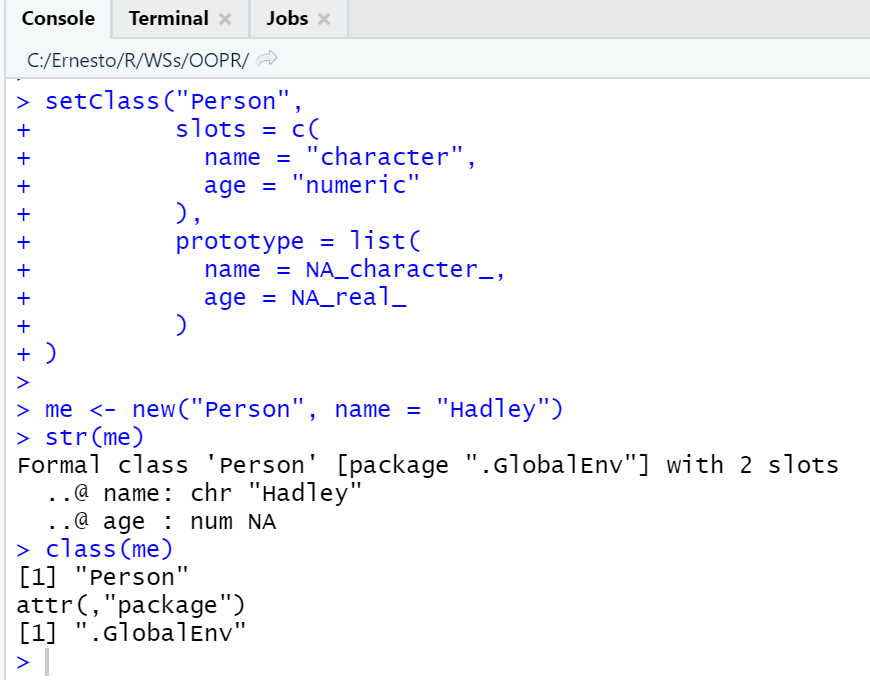 Console Terminal Jobs
C:/Ernesto/R/WSs/OOPR/
> setClass("Person",
+          slots = c(
+            name = "character",
+            age = "numeric"
+          ),
+          prototype = list(
+            name = NA_character_,
+            age = NA_real_
+          )
+ )
>
> me <- new("Person", name = "Hadley")
> str(me)
Formal class 'Person' [package ".GlobalEnv"] with 2 slots
  ..@ name: chr "Hadley"
  ..@ age : num NA
> class(me)
[1] "Person"
attr(,"package")
[1] ".GlobalEnv"
>